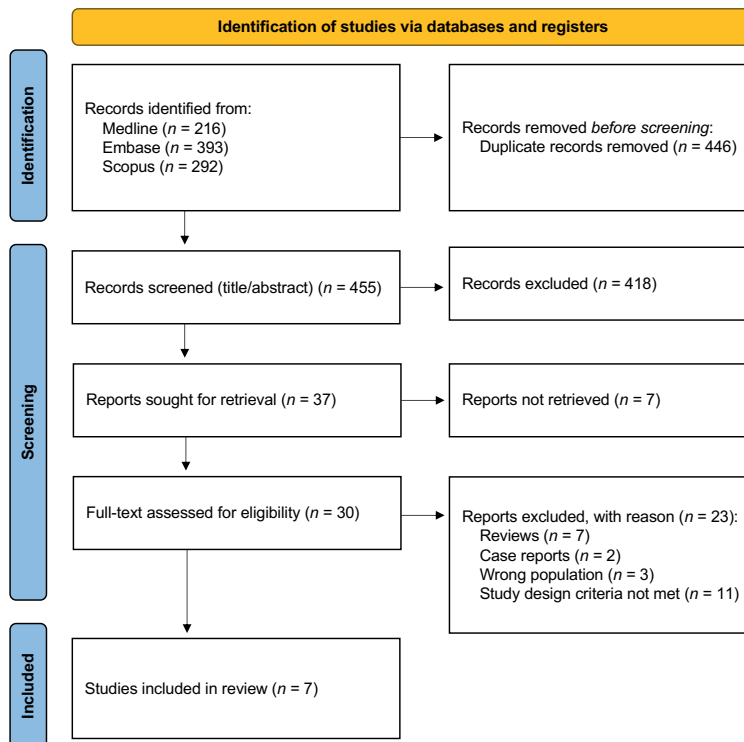 Identification of studies via databases and registers
Identification
Records identified from:
Medline (n = 216)
Embase (n = 393)
Scopus (n = 292)
Records removed before screening:
Duplicate records removed (n = 446)
Screening
Records screened (title/abstract) (n = 455)
Records excluded (n = 418)
Reports sought for retrieval (n = 37)
Reports not retrieved (n = 7)
Full-text assessed for eligibility (n = 30)
Reports excluded, with reason (n = 23):
Reviews (n = 7)
Case reports (n = 2)
Wrong population (n = 3)
Study design criteria not met (n = 11)
Included
Studies included in review (n = 7)